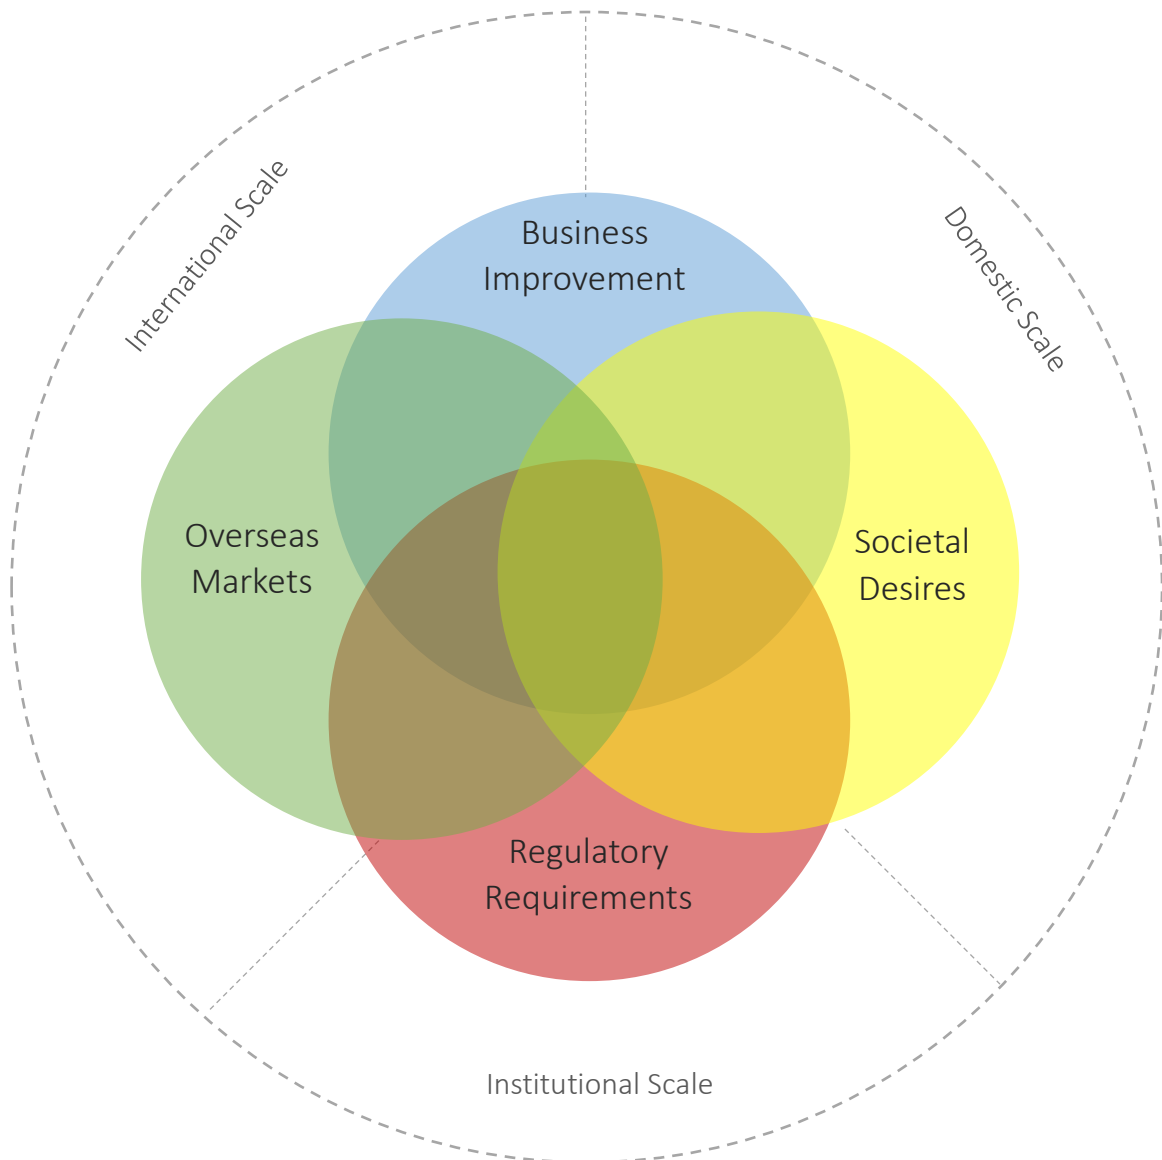 International Scale
Domestic Scale
Business
Improvement
Overseas
Markets
Societal
Desires
Regulatory
Requirements
Institutional Scale